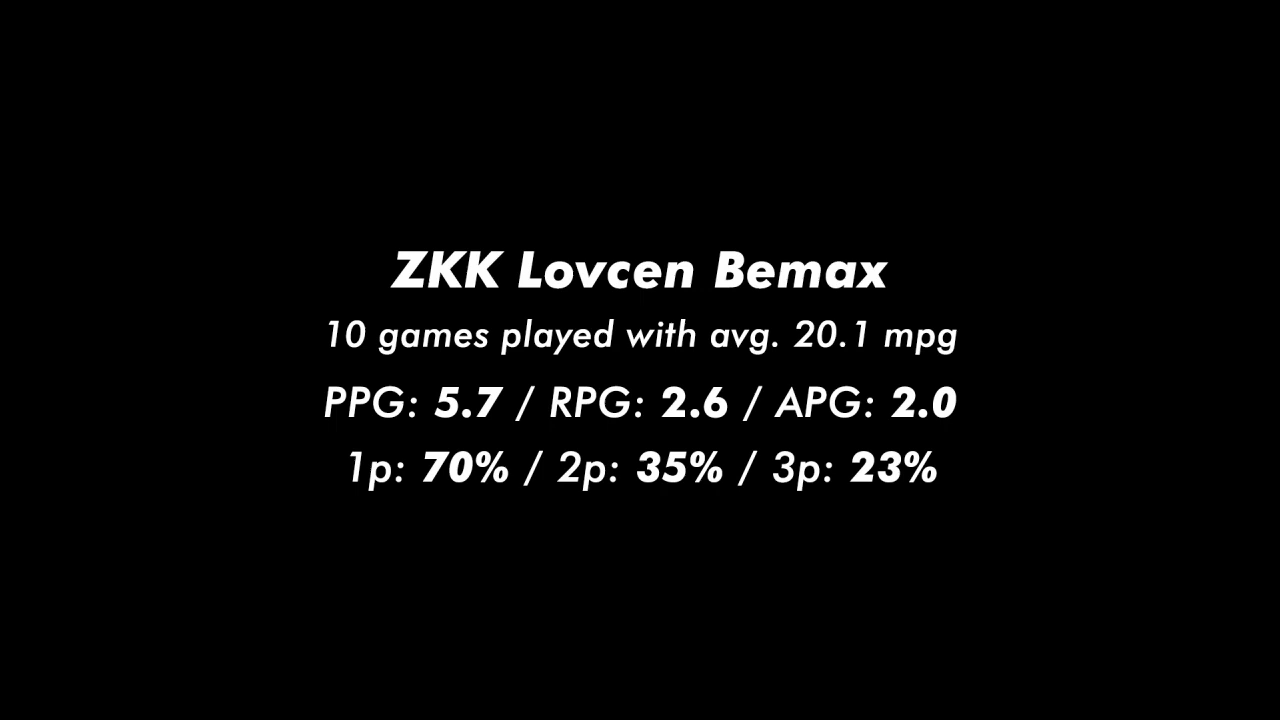 ZKK Lovcen Bemax
10 games played with avg. 20.1 mpg
PPG: 5.7 / RPG: 2.6 / APG: 2.0
1p: 70% / 2p: 35% / 3p: 23%